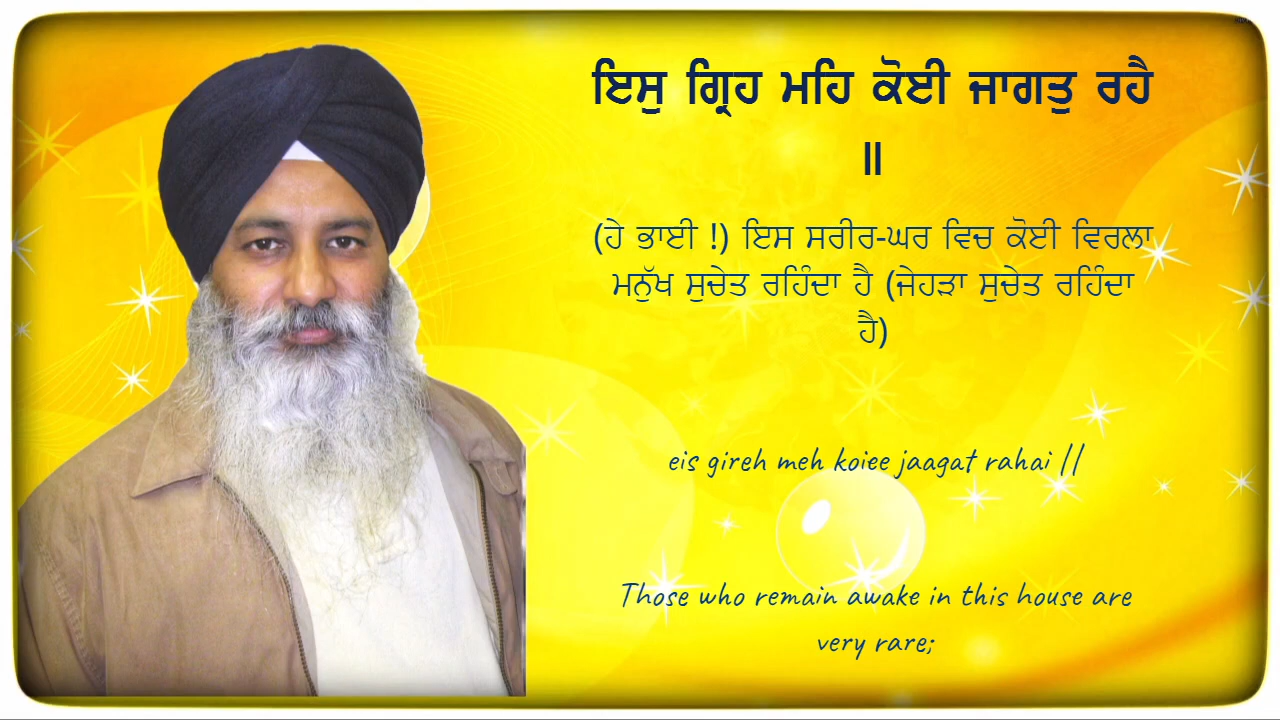 ਇਸੁ ਗ੍ਰਿਹ ਮਹਿ ਕੋਈ ਜਾਗਤੁ ਰਹੈ
॥
(ਹੇ ਭਾਈ !) ਇਸ ਸਰੀਰ-ਘਰ ਵਿਚ ਕੋਈ ਵਿਰਲਾ
ਮਨੁੱਖ ਸੁਚੇਤ ਰਹਿੰਦਾ ਹੈ (ਜੇਹੜਾ ਸੁਚੇਤ ਰਹਿੰਦਾ
ਹੈ)
eis gireh meh koiee jaagat rahai ||
Those who remain awake in this house are
very rare;